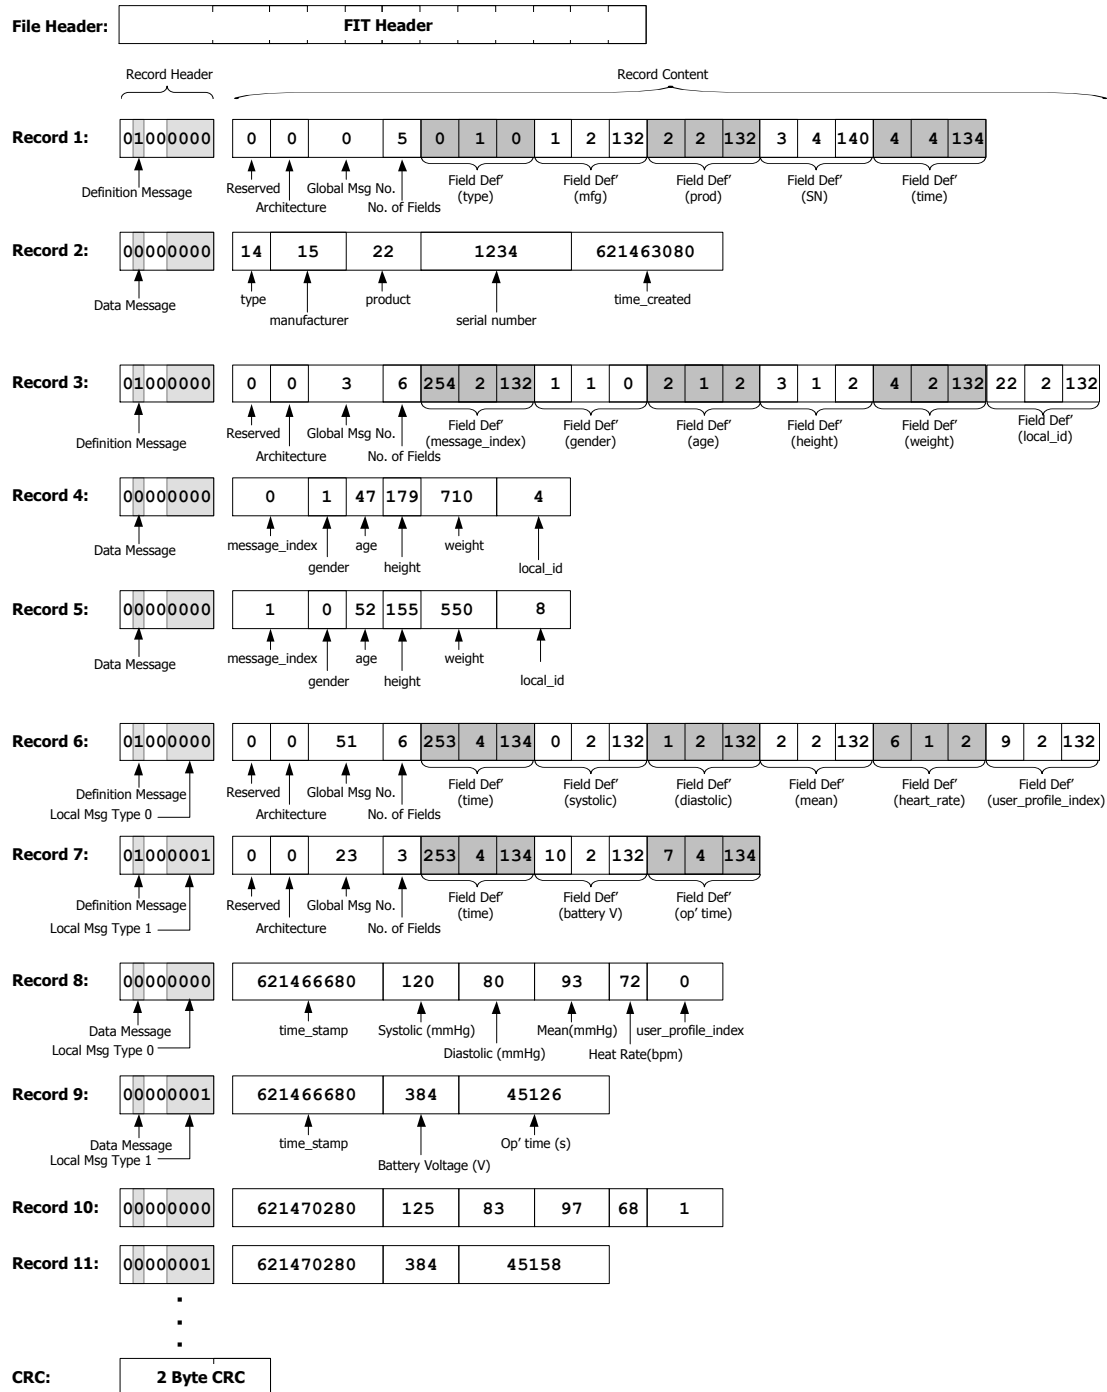 File Header: FIT Header
Record Header Record Content
Record 1: 01000000 0 0 0 5 0 1 0 1 2 132 2 2 132 3 4 140 4 4 134
Definition Message Reserved Architecture Global Msg No. No. of Fields Field Def' (type) Field Def' (mfg) Field Def' (prod) Field Def' (SN) Field Def' (time)
Record 2: 00000000 14 15 22 1234 621463080
Data Message type manufacturer product serial number time_created
Record 3: 01000000 0 0 3 6 254 2 132 1 1 0 2 1 2 3 1 2 4 2 132 22 2 132
Definition Message Reserved Architecture Global Msg No. No. of Fields Field Def' (message_index) Field Def' (gender) Field Def' (age) Field Def' (height) Field Def' (weight) Field Def' (local_id)
Record 4: 00000000 0 1 47 179 710 4
Data Message message_index gender age height weight local_id
Record 5: 00000000 1 0 52 155 550 8
Data Message message_index gender age height weight local_id
Record 6: 01000000 0 0 51 6 253 4 134 0 2 132 1 2 132 2 2 132 6 1 2 9 2 132
Definition Message Local Msg Type 0 Reserved Architecture Global Msg No. No. of Fields Field Def' (time) Field Def' (systolic) Field Def' (diastolic) Field Def' (mean) Field Def' (heart_rate) Field Def' (user_profile_index)
Record 7: 01000001 0 0 23 3 253 4 134 10 2 132 7 4 134
Definition Message Local Msg Type 1 Reserved Architecture Global Msg No. No. of Fields Field Def' (time) Field Def' (battery V) Field Def' (op' time)
Record 8: 00000000 621466680 120 80 93 72 0
Data Message Local Msg Type 0 time_stamp Systolic (mmHg) Diastolic (mmHg) Mean(mmHg) Heat Rate(bpm) user_profile_index
Record 9: 00000001 621466680 384 45126
Data Message Local Msg Type 1 time_stamp Battery Voltage (V) Op' time (s)
Record 10: 00000000 621470280 125 83 97 68 1
Record 11: 00000001 621470280 384 45158
CRC: 2 Byte CRC